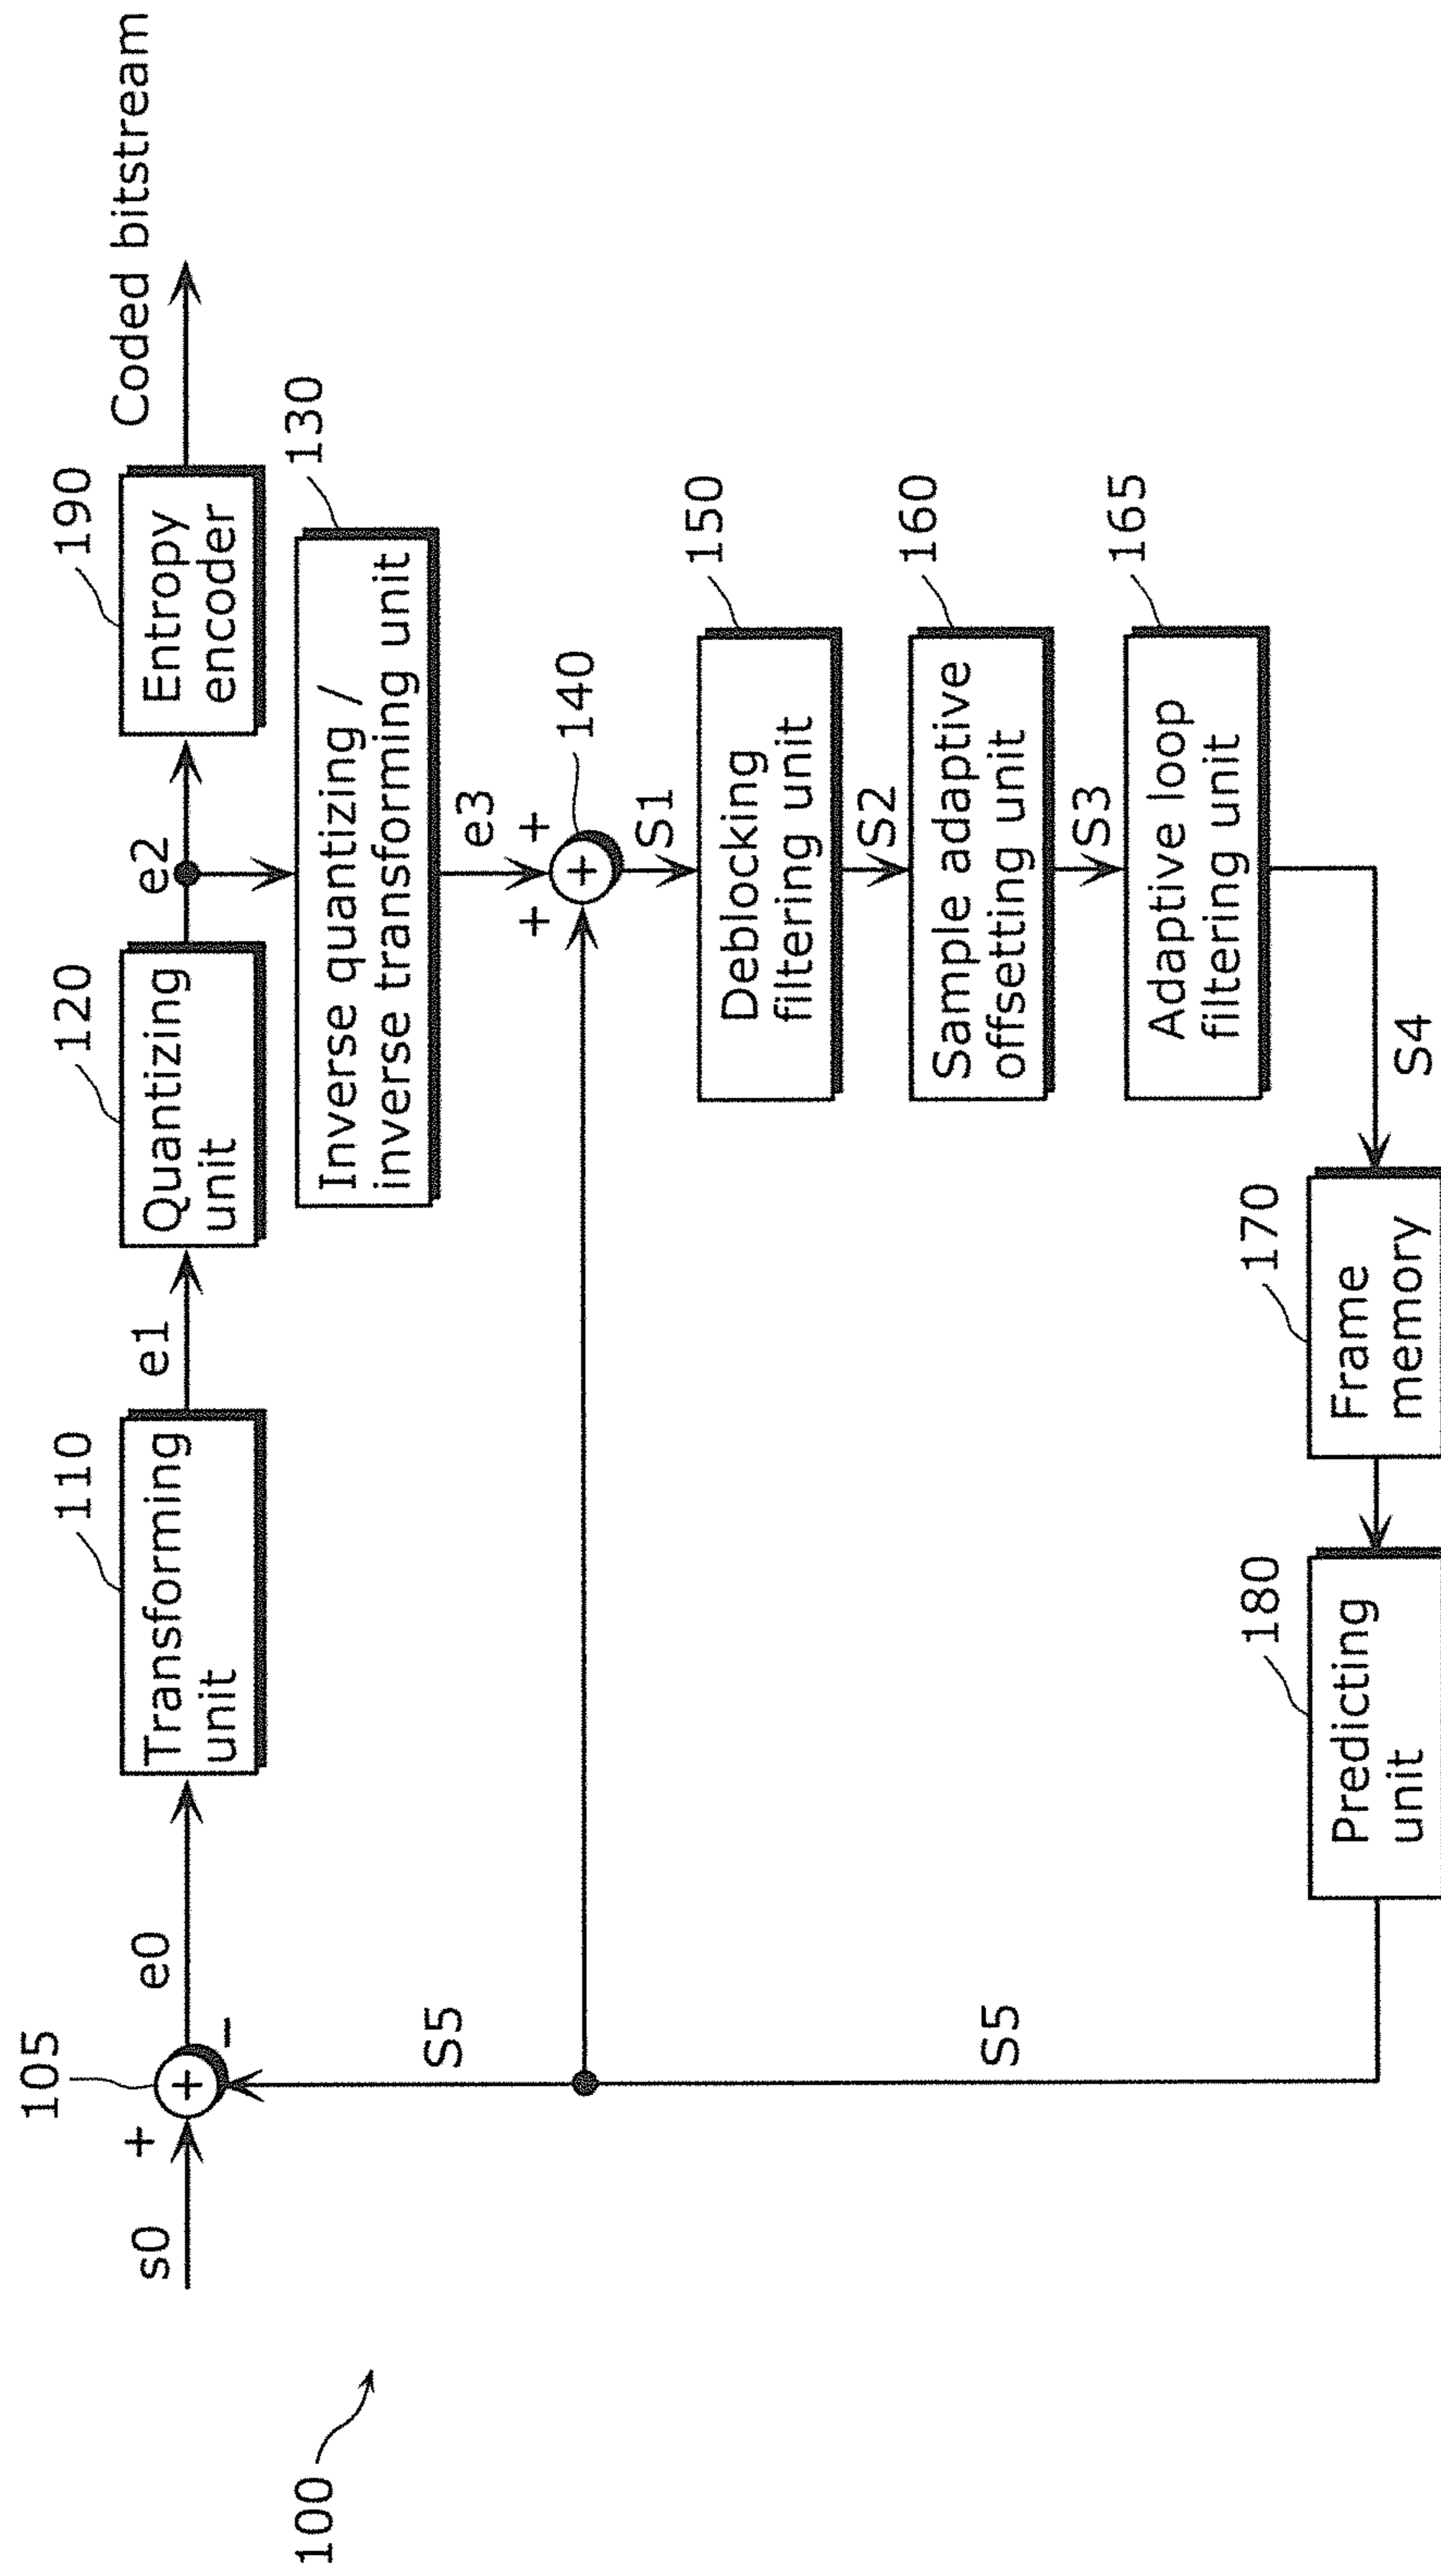 100
s0
+
105
+
−
e0
110
Transforming
unit
e1
120
Quantizing
unit
e2
190
Entropy
encoder
Coded bitstream
130
Inverse quantizing /
inverse transforming unit
e3
+
+
+
140
S1
150
Deblocking
filtering unit
S2
160
Sample adaptive
offsetting unit
S3
165
Adaptive loop
filtering unit
S4
170
Frame
memory
180
Predicting
unit
S5
S5